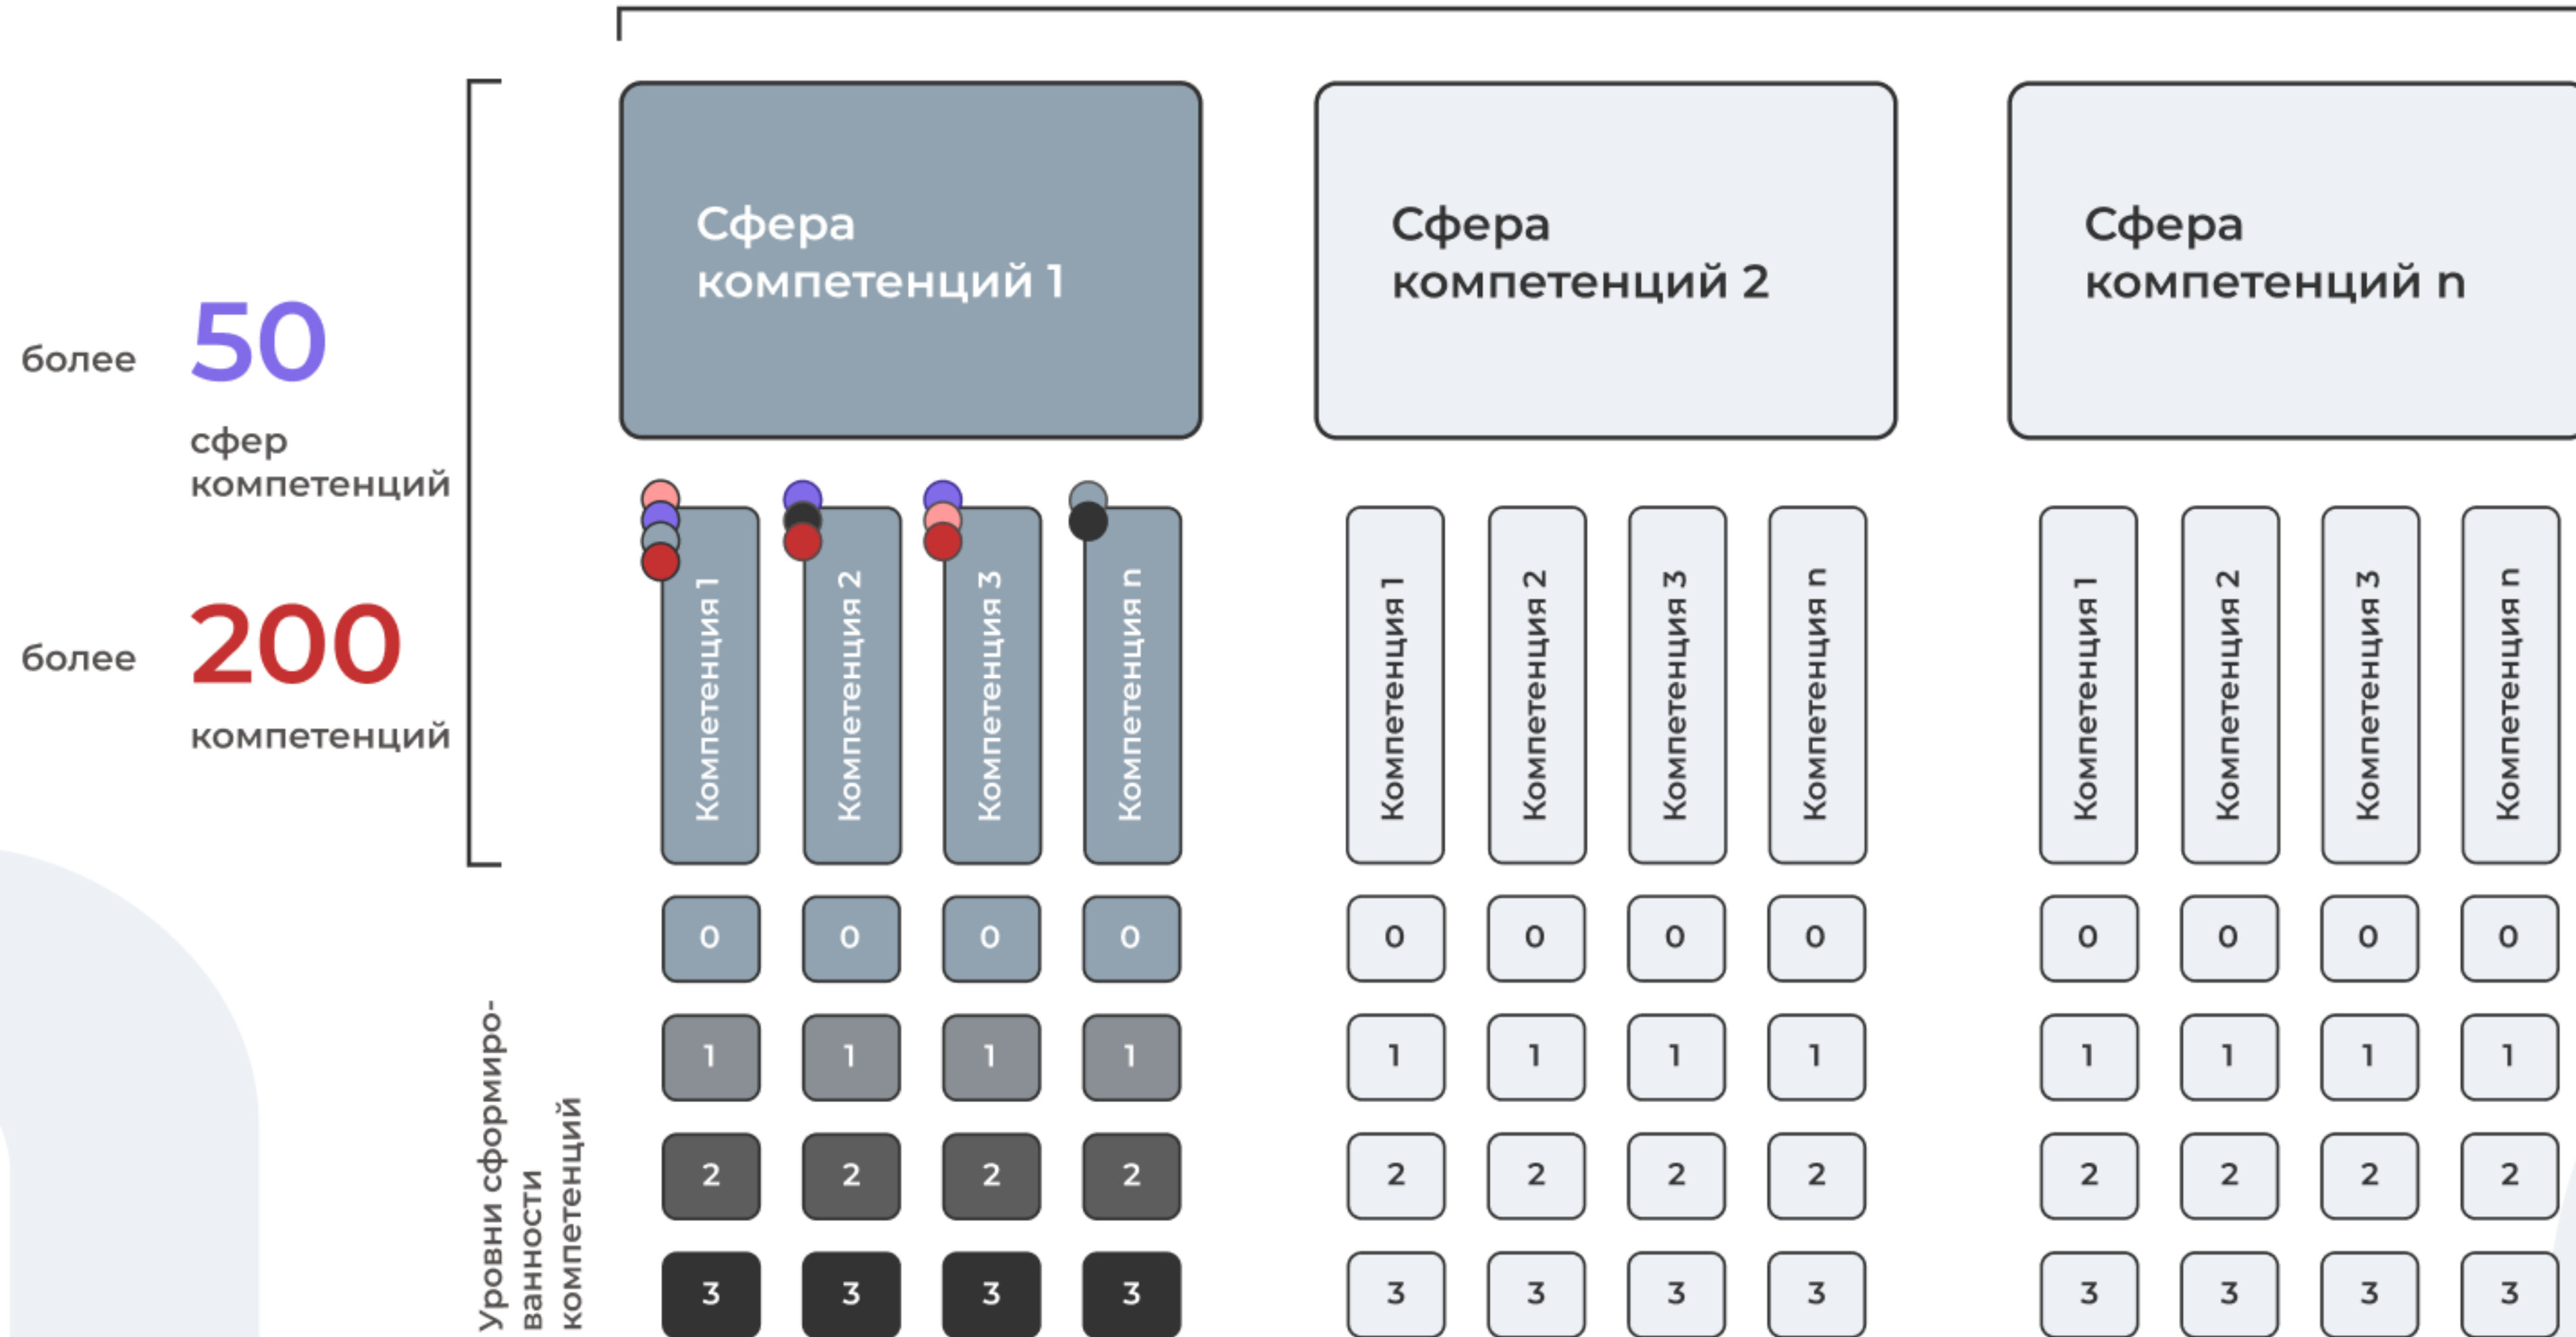 Сфера
компетенций 1
Сфера
компетенций 2
Сфера
компетенций n
более 50
сфер
компетенций
более 200
компетенций
Компетенция 1
Компетенция 2
Компетенция 3
Компетенция n
Компетенция 1
Компетенция 2
Компетенция 3
Компетенция n
Компетенция 1
Компетенция 2
Компетенция 3
Компетенция n
Уровни сформиро-
ванности
компетенций
0 0 0 0 0 0 0 0 0 0 0 0
1 1 1 1 1 1 1 1 1 1 1 1
2 2 2 2 2 2 2 2 2 2 2 2
3 3 3 3 3 3 3 3 3 3 3 3